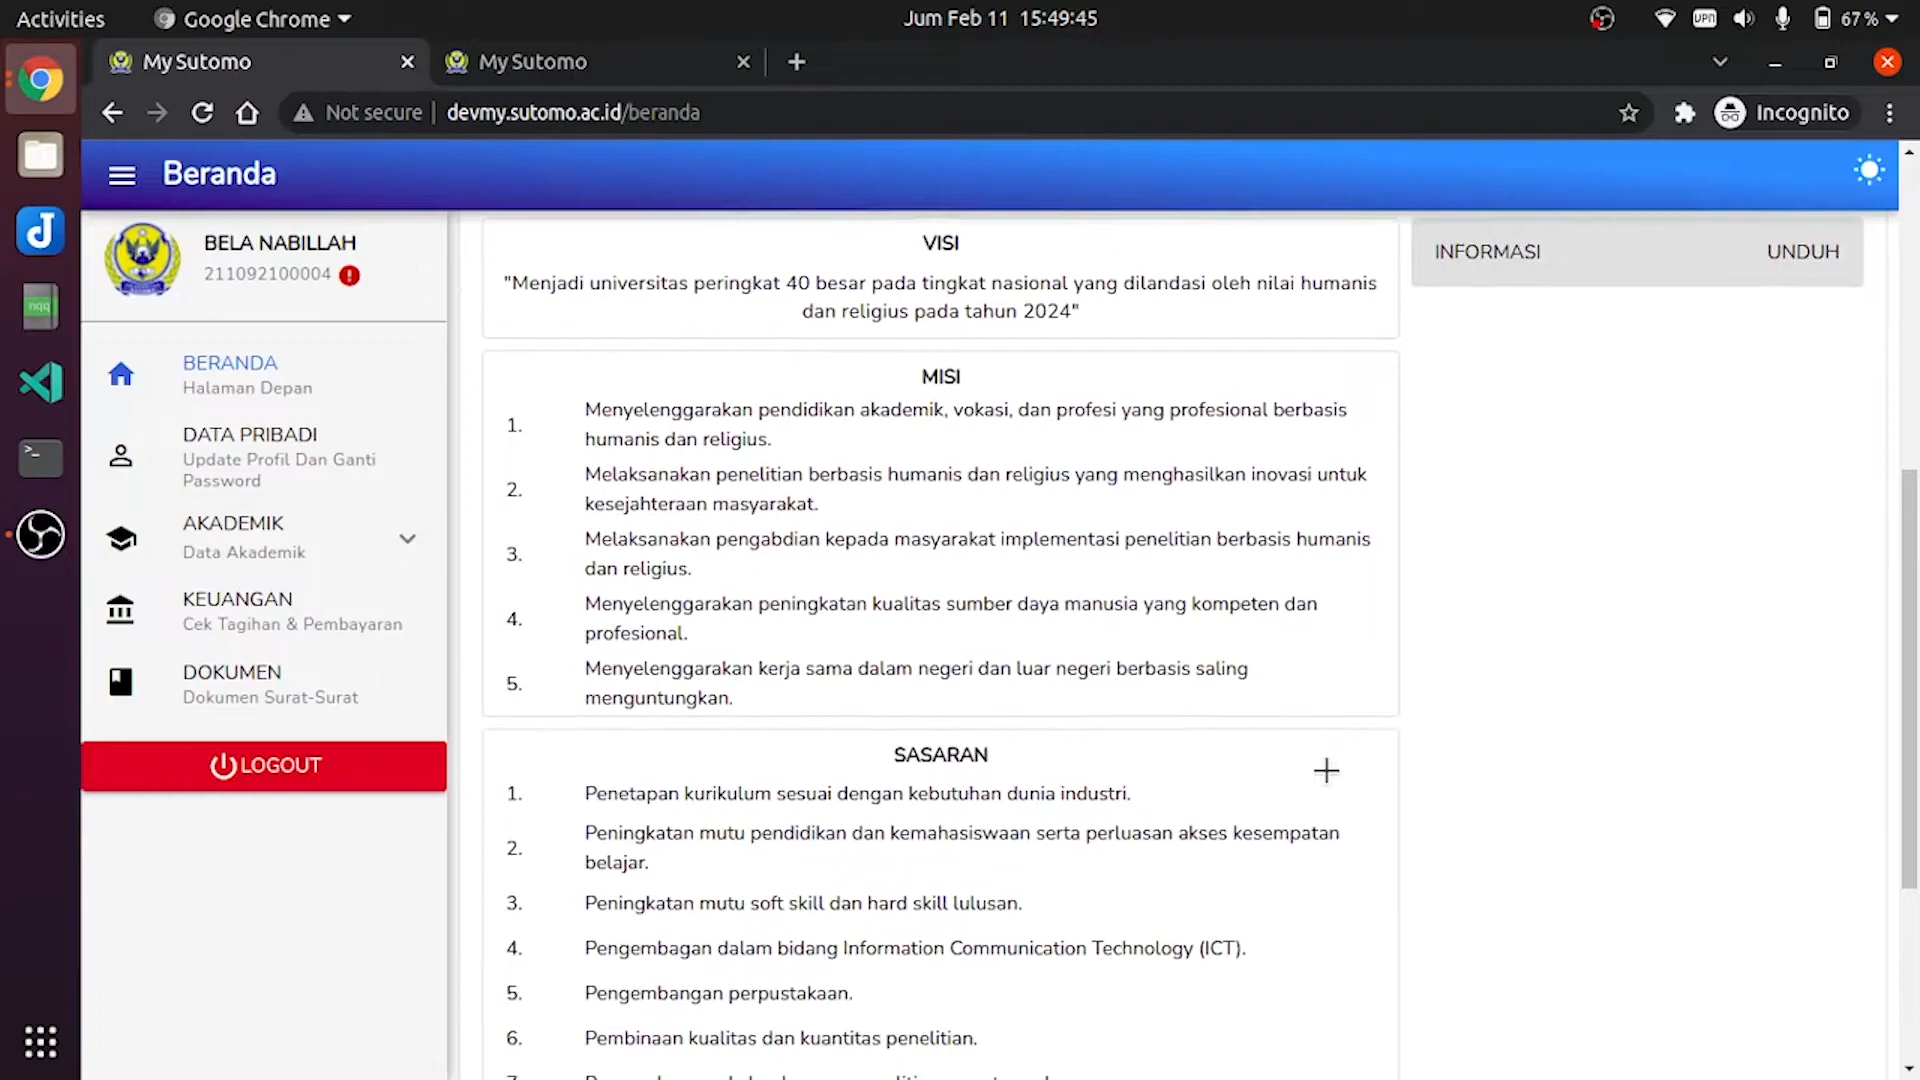 Activities Google Chrome Jum Feb 11 15:49:45 VPN 67 %
My Sutomo My Sutomo
Not secure devmy.sutomo.ac.id/beranda Incognito
Beranda
BELA NABILLAH
211092100004
BERANDA
Halaman Depan
DATA PRIBADI
Update Profil Dan Ganti
Password
AKADEMIK
Data Akademik
KEUANGAN
Cek Tagihan & Pembayaran
DOKUMEN
Dokumen Surat-Surat
LOGOUT
VISI
"Menjadi universitas peringkat 40 besar pada tingkat nasional yang dilandasi oleh nilai humanis
dan religius pada tahun 2024"
MISI
1. Menyelenggarakan pendidikan akademik, vokasi, dan profesi yang profesional berbasis
humanis dan religius.
2. Melaksanakan penelitian berbasis humanis dan religius yang menghasilkan inovasi untuk
kesejahteraan masyarakat.
3. Melaksanakan pengabdian kepada masyarakat implementasi penelitian berbasis humanis
dan religius.
4. Menyelenggarakan peningkatan kualitas sumber daya manusia yang kompeten dan
profesional.
5. Menyelenggarakan kerja sama dalam negeri dan luar negeri berbasis saling
menguntungkan.
SASARAN
1. Penetapan kurikulum sesuai dengan kebutuhan dunia industri.
2. Peningkatan mutu pendidikan dan kemahasiswaan serta perluasan akses kesempatan
belajar.
3. Peningkatan mutu soft skill dan hard skill lulusan.
4. Pengembagan dalam bidang Information Communication Technology (ICT).
5. Pengembangan perpustakaan.
6. Pembinaan kualitas dan kuantitas penelitian.
INFORMASI UNDUH
nqq